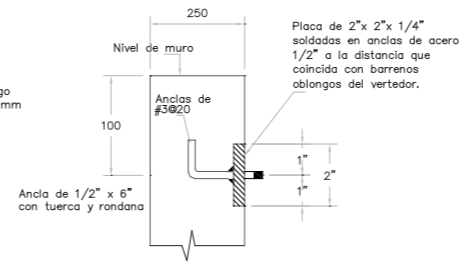 250
Placa de 2"x 2"x 1/4"
soldadas en anclas de acero
1/2" a la distancia que
coincida con barrenos
oblongos del vertedor.
Nivel de muro
go
mm
Anclas de
#3@20
100
1"
2"
1"
Ancla de 1/2" x 6"
con tuerca y rondana